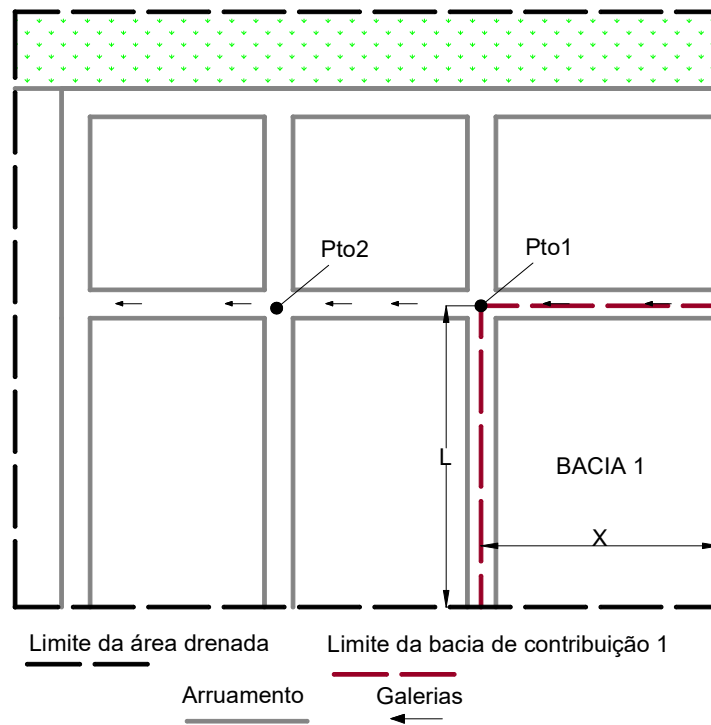 Pto2
Pto1
L
BACIA 1
X
Limite da área drenada
Limite da bacia de contribuição 1
Arruamento
Galerias